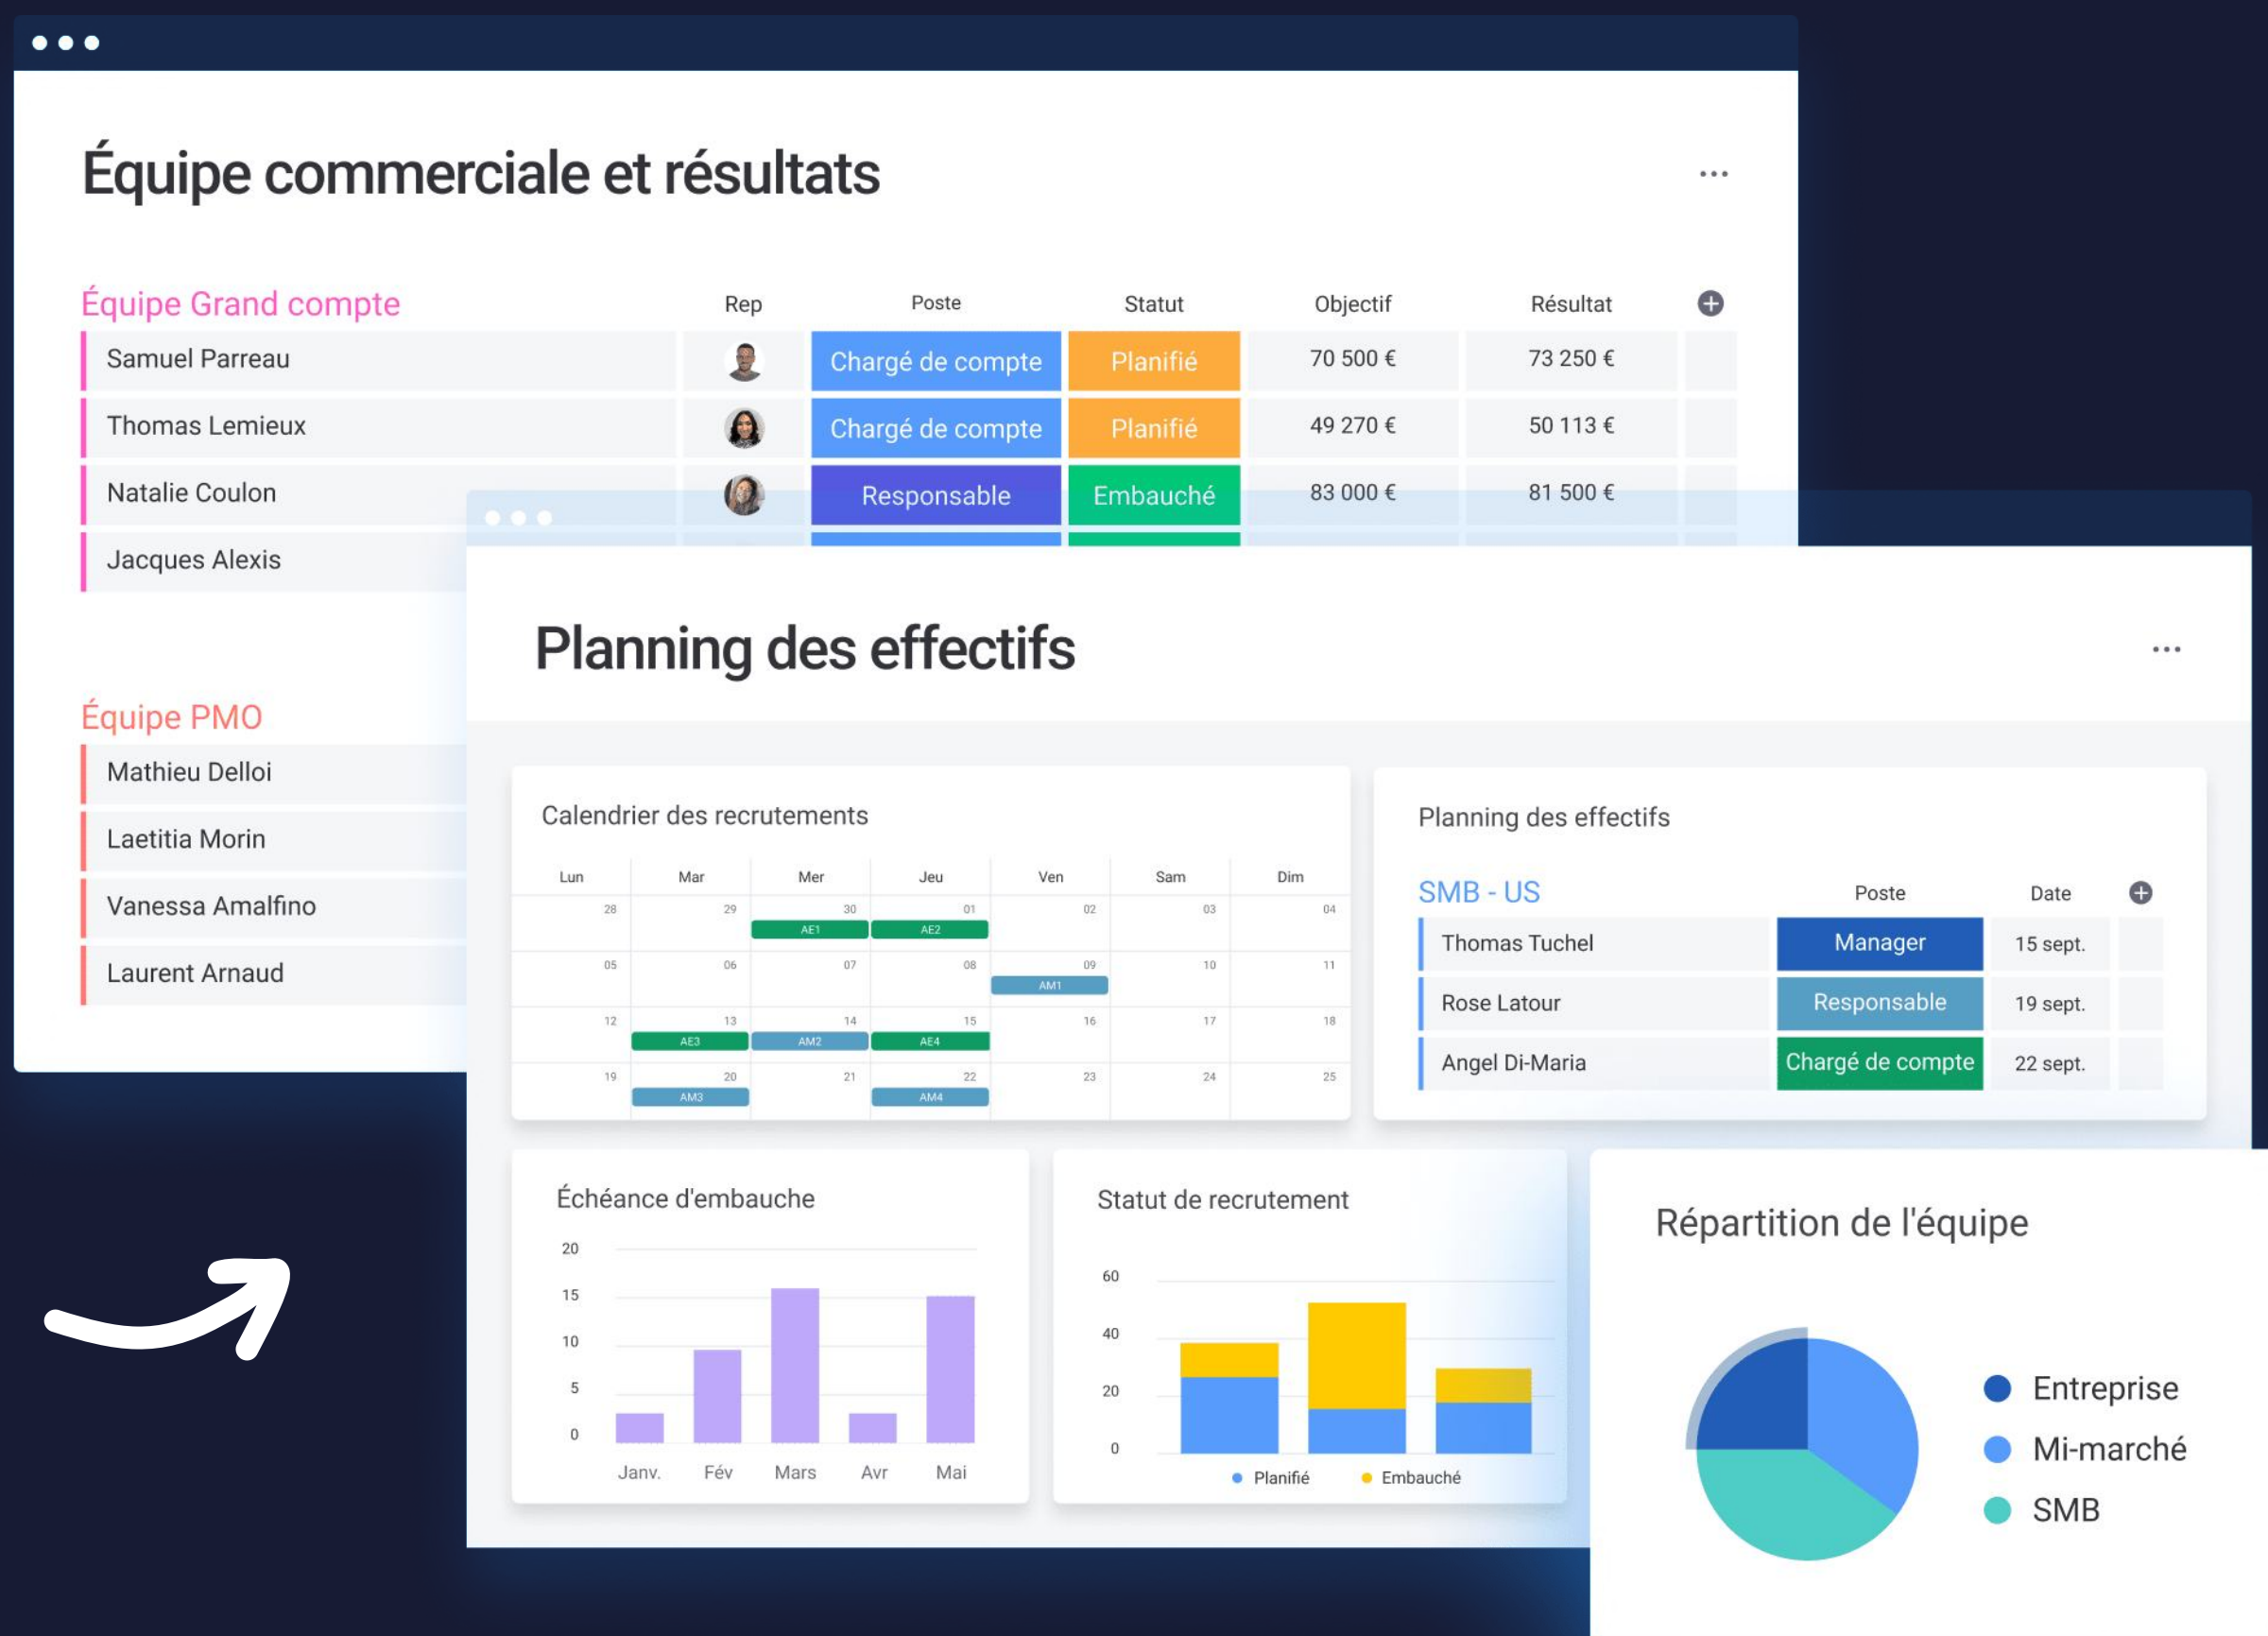 Équipe commerciale et résultats
Équipe Grand compte Rep Poste Statut Objectif Résultat
Samuel Parreau Chargé de compte Planifié 70 500 € 73 250 €
Thomas Lemieux Chargé de compte Planifié 49 270 € 50 113 €
Natalie Coulon Responsable Embauché 83 000 € 81 500 €
Jacques Alexis
Équipe PMO
Mathieu Delloi
Laetitia Morin
Vanessa Amalfino
Laurent Arnaud
Planning des effectifs
Calendrier des recrutements
Lun Mar Mer Jeu Ven Sam Dim
28 29 30 01 02 03 04
AE1 AE2
05 06 07 08 09 10 11
AM1
12 13 14 15 16 17 18
AE3 AM2 AE4
19 20 21 22 23 24 25
AM3 AM4
Planning des effectifs
SMB - US Poste Date
Thomas Tuchel Manager 15 sept.
Rose Latour Responsable 19 sept.
Angel Di-Maria Chargé de compte 22 sept.
Échéance d'embauche
20
15
10
5
0
Janv. Fév Mars Avr Mai
Statut de recrutement
60
40
20
0
Planifié Embauché
Répartition de l'équipe
Entreprise
Mi-marché
SMB